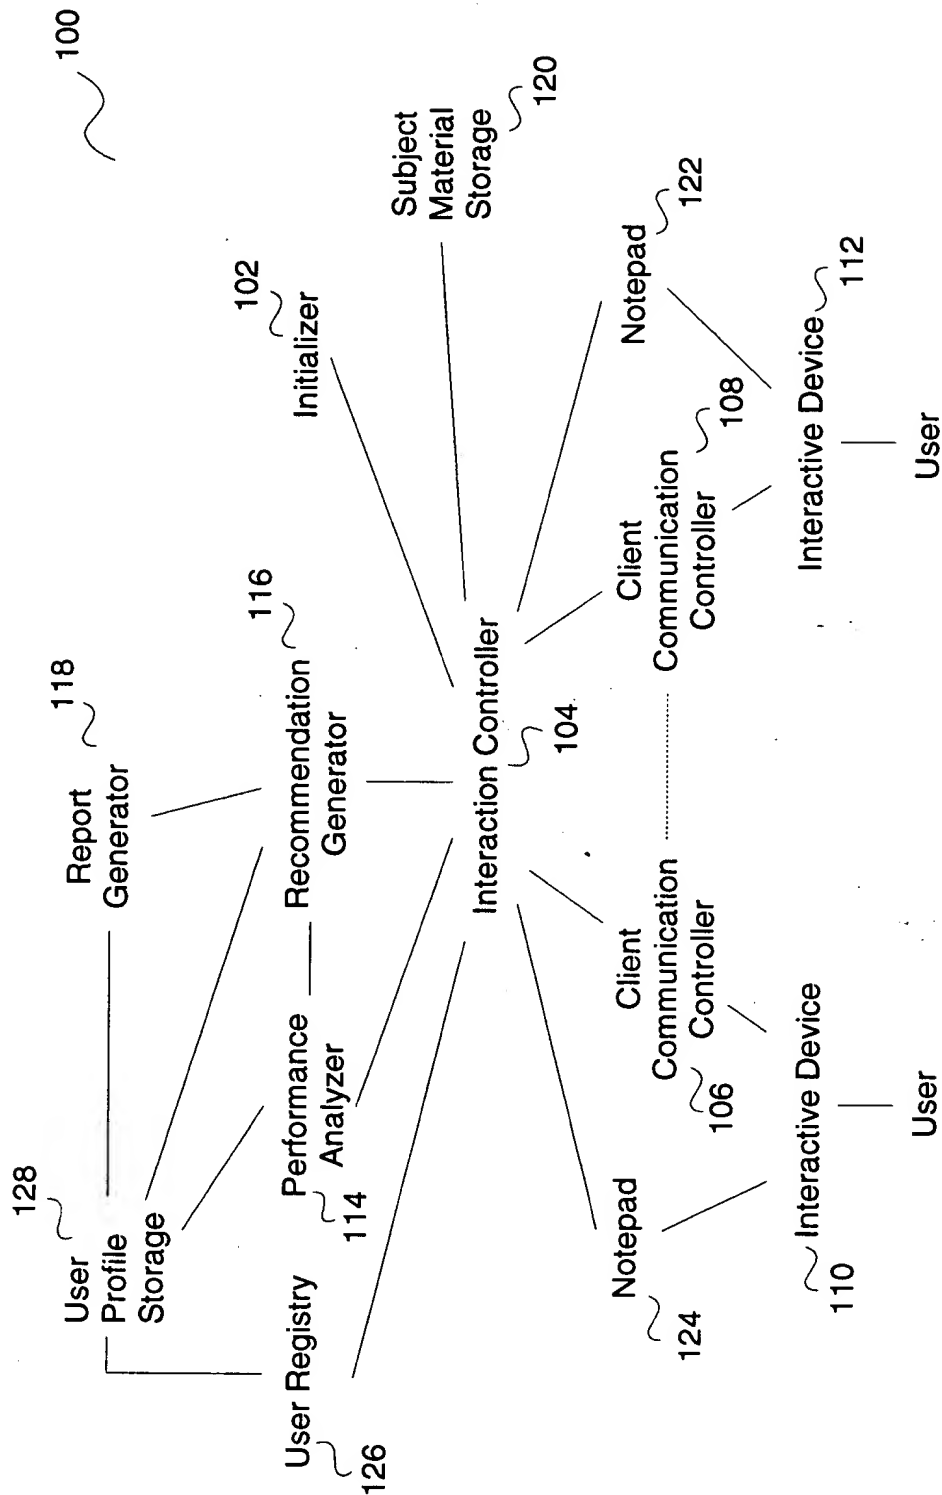 100
118
Report
Generator
128
User
Profile
Storage
116
Recommendation
Generator
102
Initializer
Performance
Analyzer
114
User Registry
126
Subject
Material
Storage
120
Interaction Controller
104
Notepad
124
Client
Communication
Controller
106
Client
Communication
Controller
108
Notepad
122
Interactive Device
110
Interactive Device
112
User
User